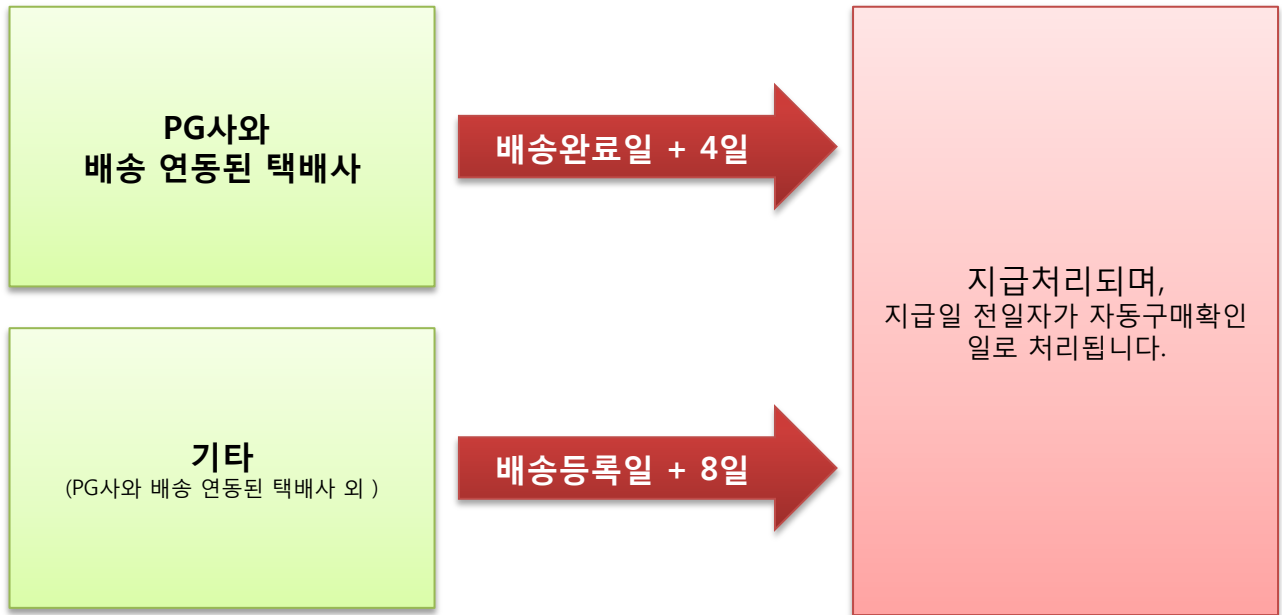 PG사와
배송 연동된 택배사
배송완료일 + 4일
지급처리되며,
지급일 전일자가 자동구매확인
일로 처리됩니다.
기타
(PG사와 배송 연동된 택배사 외 )
배송등록일 + 8일